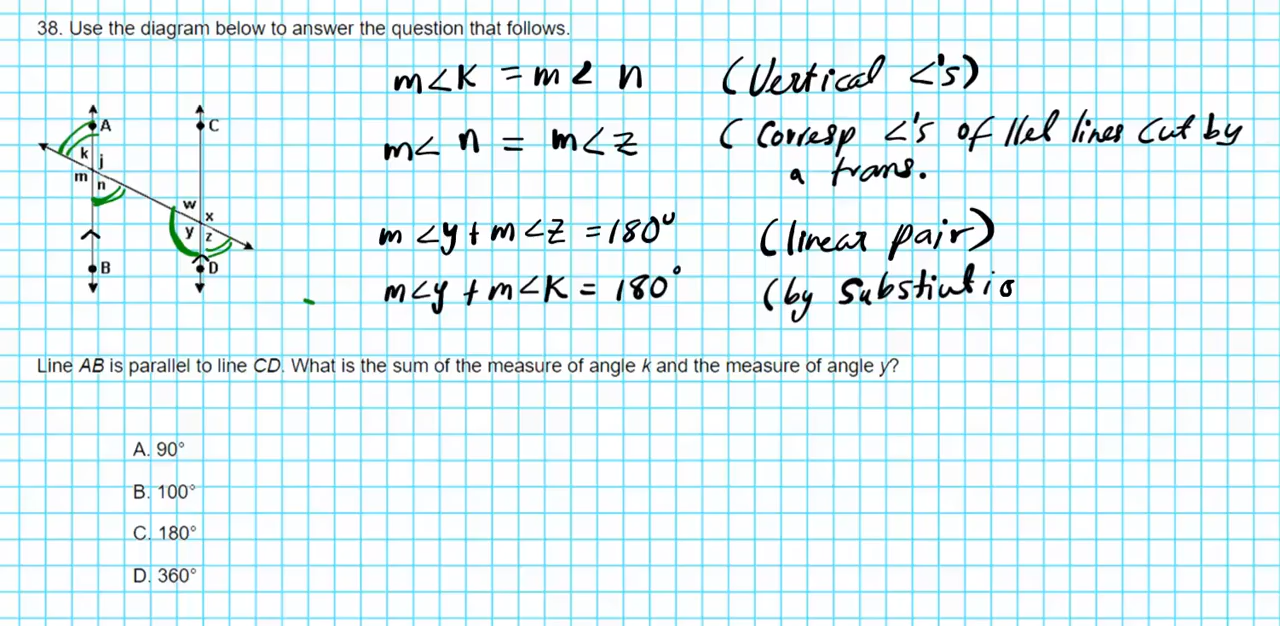 38. Use the diagram below to answer the question that follows.
m<K = m< n (Vertical <'s)
m< n = m<z (Corresp <'s of llel lines cut by
a trans.
m<y + m<z = 180° (linear pair)
m<y + m<K = 180° (by Substiutio
A
C
k
j
m
n
w
x
y
z
B
D
Line AB is parallel to line CD. What is the sum of the measure of angle k and the measure of angle y?
A. 90°
B. 100°
C. 180°
D. 360°